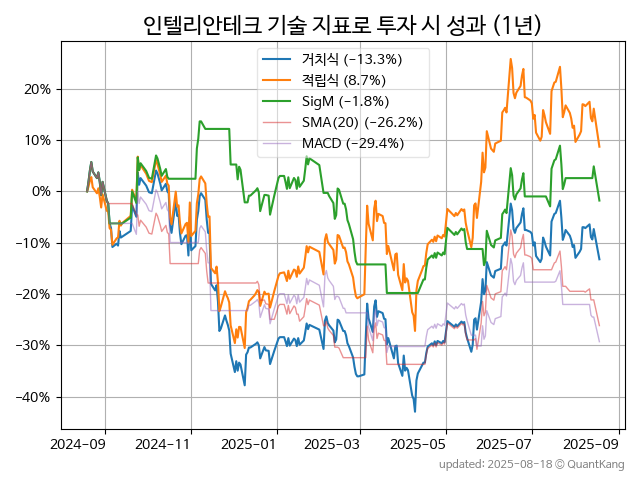 인텔리안테크 기술 지표로 투자 시 성과 (1년)
거치식 (−13.3%)
적립식 (8.7%)
SigM (−1.8%)
SMA(20) (−26.2%)
MACD (−29.4%)
20%
10%
0%
−10%
−20%
−30%
−40%
2024-09 2024-11 2025-01 2025-03 2025-05 2025-07 2025-09
updated: 2025-08-18 ⓒ QuantKang